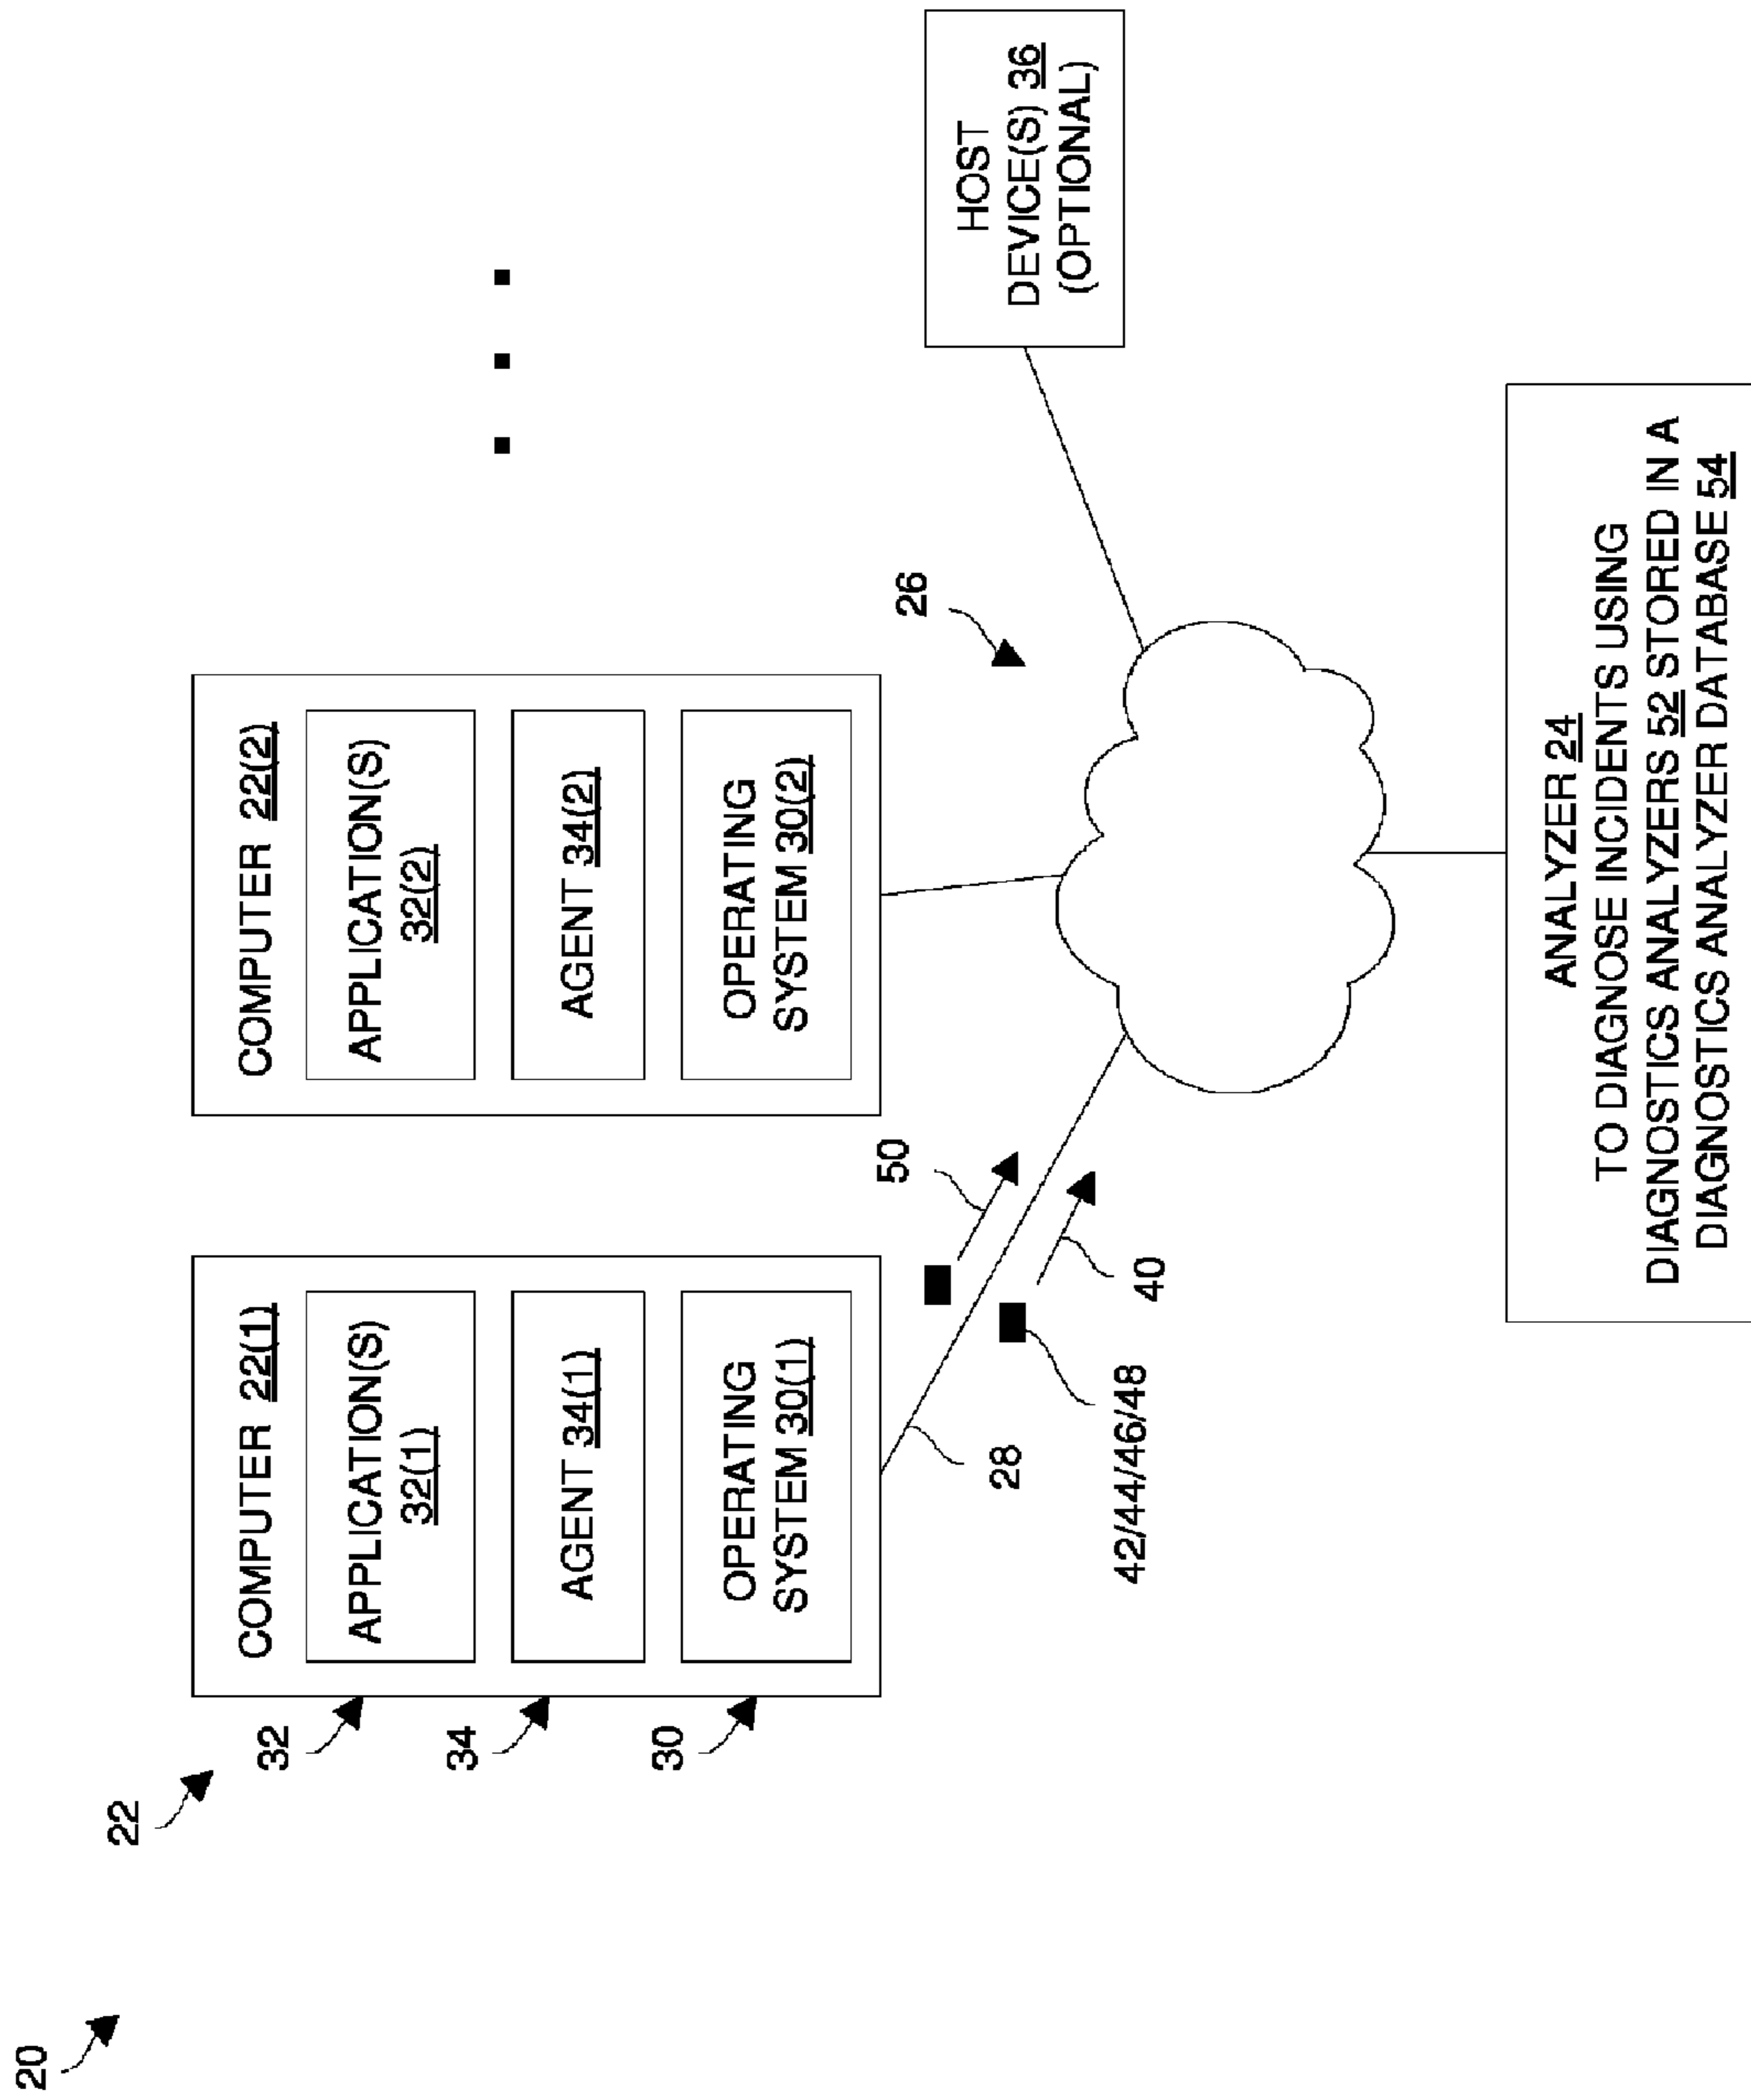 20
22
32
34
30
COMPUTER 22(1)
APPLICATION(S)
32(1)
AGENT 34(1)
OPERATING
SYSTEM 30(1)
COMPUTER 22(2)
APPLICATION(S)
32(2)
AGENT 34(2)
OPERATING
SYSTEM 30(2)
28
42/44/46/48
50
40
26
HOST
DEVICE(S) 36
(OPTIONAL)
ANALYZER 24
TO DIAGNOSE INCIDENTS USING
DIAGNOSTICS ANALYZERS 52 STORED IN A
DIAGNOSTICS ANALYZER DATABASE 54